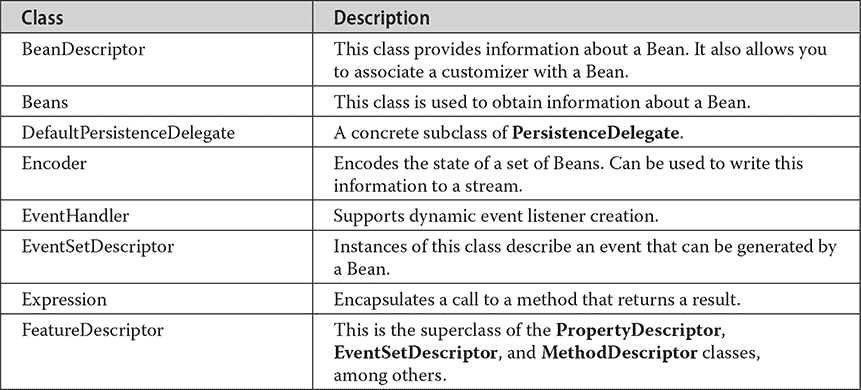 Class Description
BeanDescriptor This class provides information about a Bean. It also allows you
to associate a customizer with a Bean.
Beans This class is used to obtain information about a Bean.
DefaultPersistenceDelegate A concrete subclass of PersistenceDelegate.
Encoder Encodes the state of a set of Beans. Can be used to write this
information to a stream.
EventHandler Supports dynamic event listener creation.
EventSetDescriptor Instances of this class describe an event that can be generated by
a Bean.
Expression Encapsulates a call to a method that returns a result.
FeatureDescriptor This is the superclass of the PropertyDescriptor,
EventSetDescriptor, and MethodDescriptor classes,
among others.